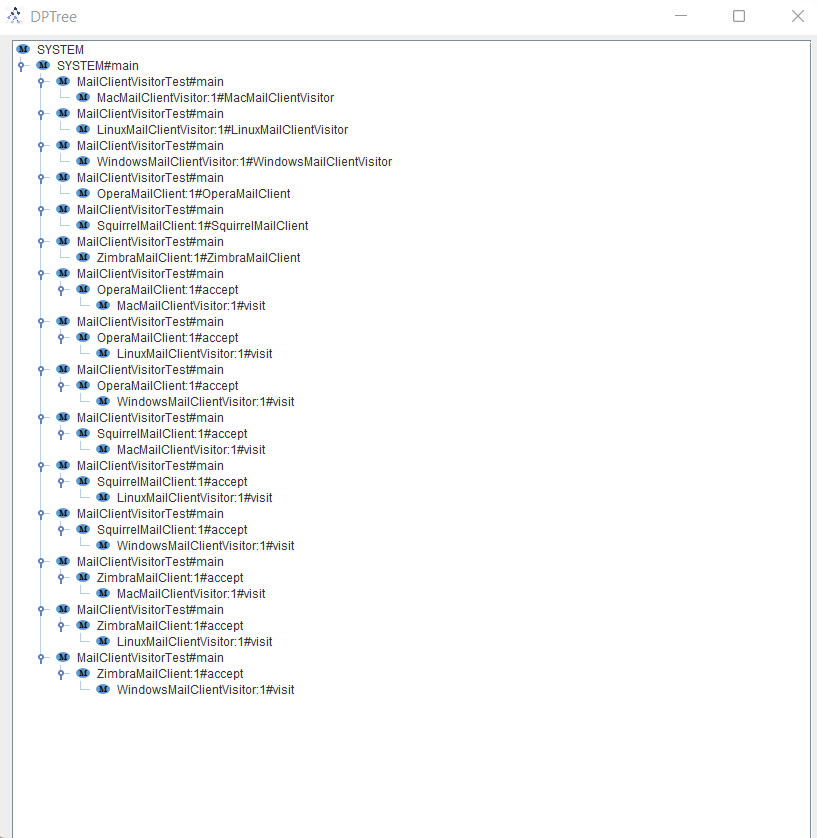 DPTree
SYSTEM
SYSTEM#main
MailClientVisitorTest#main
MacMailClientVisitor:1#MacMailClientVisitor
MailClientVisitorTest#main
LinuxMailClientVisitor:1#LinuxMailClientVisitor
MailClientVisitorTest#main
WindowsMailClientVisitor:1#WindowsMailClientVisitor
MailClientVisitorTest#main
OperaMailClient:1#OperaMailClient
MailClientVisitorTest#main
SquirrelMailClient:1#SquirrelMailClient
MailClientVisitorTest#main
ZimbraMailClient:1#ZimbraMailClient
MailClientVisitorTest#main
OperaMailClient:1#accept
MacMailClientVisitor:1#visit
MailClientVisitorTest#main
OperaMailClient:1#accept
LinuxMailClientVisitor:1#visit
MailClientVisitorTest#main
OperaMailClient:1#accept
WindowsMailClientVisitor:1#visit
MailClientVisitorTest#main
SquirrelMailClient:1#accept
MacMailClientVisitor:1#visit
MailClientVisitorTest#main
SquirrelMailClient:1#accept
LinuxMailClientVisitor:1#visit
MailClientVisitorTest#main
SquirrelMailClient:1#accept
WindowsMailClientVisitor:1#visit
MailClientVisitorTest#main
ZimbraMailClient:1#accept
MacMailClientVisitor:1#visit
MailClientVisitorTest#main
ZimbraMailClient:1#accept
LinuxMailClientVisitor:1#visit
MailClientVisitorTest#main
ZimbraMailClient:1#accept
WindowsMailClientVisitor:1#visit